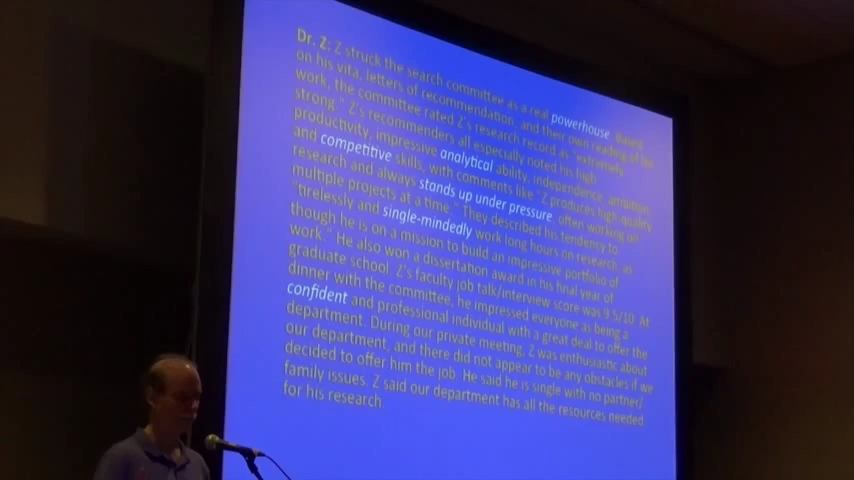 Dr. Z: Z struck the search committee as a real powerhouse. Based
on his vita, letters of recommendation, and their own reading of his
work, the committee rated Z's research record as "extremely
strong." Z's recommenders all especially noted his high
productivity, impressive analytical ability, independence, ambition,
and competitive skills, with comments like "Z produces high-quality
research and always stands up under pressure, often working on
multiple projects at a time." They described his tendency to
"tirelessly and single-mindedly work long hours on research, as
though he is on a mission to build an impressive portfolio of
work." He also won a dissertation award in his final year of
graduate school. Z's faculty job talk/interview score was 9.5/10. At
dinner with the committee, he impressed everyone as being a
confident and professional individual with a great deal to offer the
department. During our private meeting, Z was enthusiastic about
our department, and there did not appear to be any obstacles if we
decided to offer him the job. He said he is single with no partner/
family issues. Z said our department has all the resources needed
for his research.